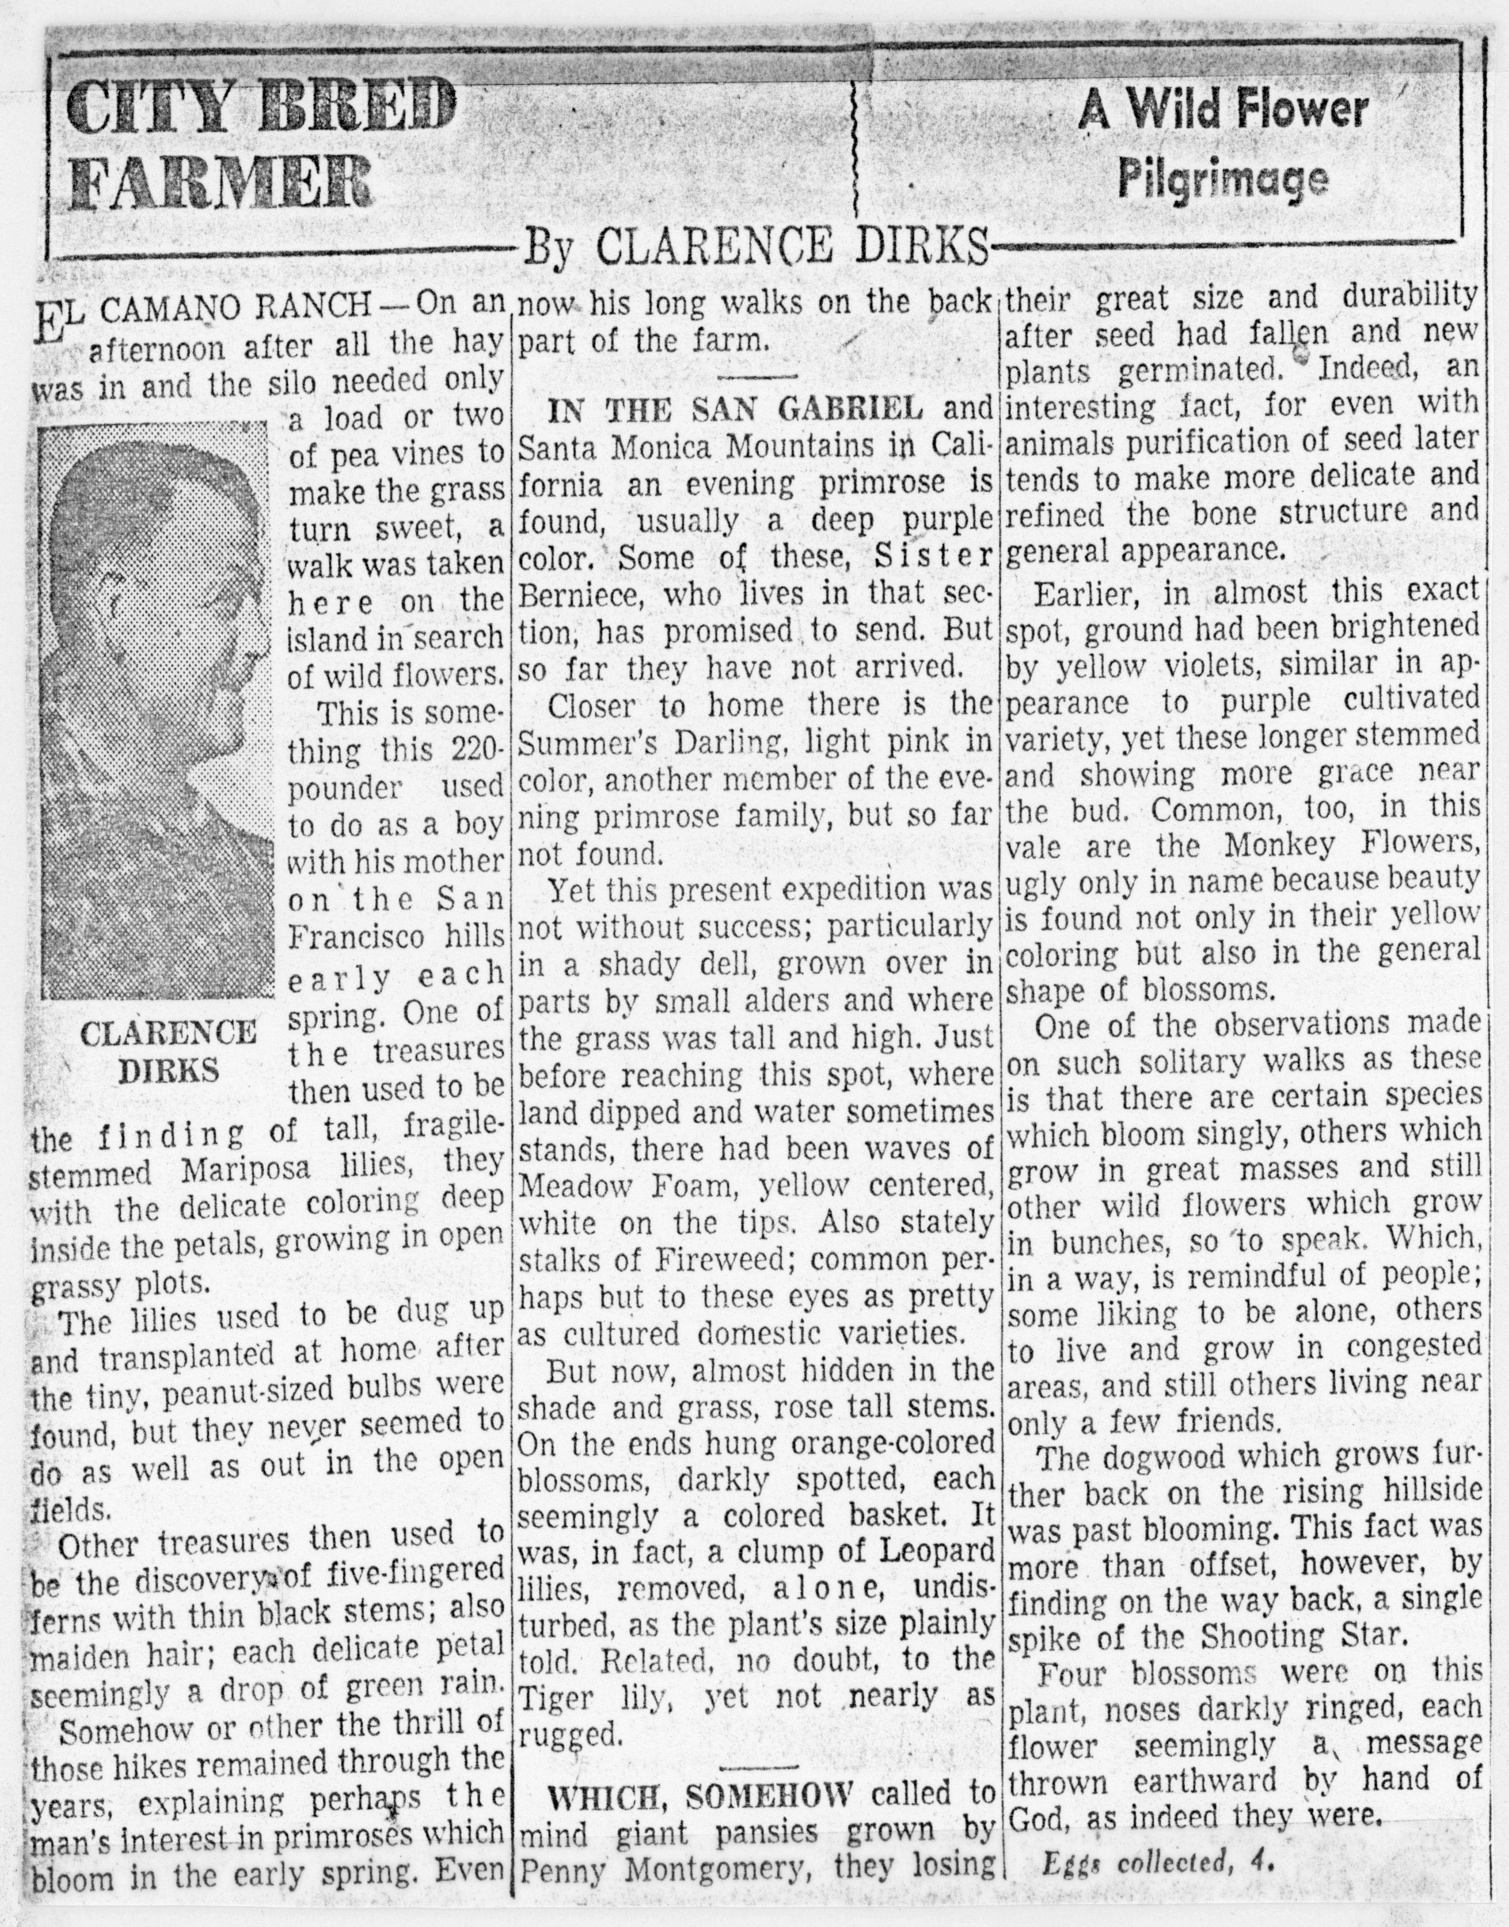 CITY BRED
FARMER
A Wild Flower
Pilgrimage
By CLARENCE DIRKS
EL CAMANO RANCH—On an
afternoon after all the hay
was in and the silo needed only
a load or two
of pea vines to
make the grass
turn sweet, a
walk was taken
here on the
island in search
of wild flowers.
This is some-
thing this 220-
pounder used
to do as a boy
with his mother
on the San
Francisco hills
early each
spring. One of
the treasures
then used to be
CLARENCE
DIRKS
the finding of tall, fragile-
stemmed Mariposa lilies, they
with the delicate coloring deep
inside the petals, growing in open
grassy plots.
The lilies used to be dug up
and transplanted at home after
the tiny, peanut-sized bulbs were
found, but they never seemed to
do as well as out in the open
fields.
Other treasures then used to
be the discovery of five-fingered
ferns with thin black stems; also
maiden hair; each delicate petal
seemingly a drop of green rain.
Somehow or other the thrill of
those hikes remained through the
years, explaining perhaps the
man's interest in primroses which
bloom in the early spring. Even
now his long walks on the back
part of the farm.
IN THE SAN GABRIEL and
Santa Monica Mountains in Cali-
fornia an evening primrose is
found, usually a deep purple
color. Some of these, Sister
Berniece, who lives in that sec-
tion, has promised to send. But
so far they have not arrived.
Closer to home there is the
Summer's Darling, light pink in
color, another member of the eve-
ning primrose family, but so far
not found.
Yet this present expedition was
not without success; particularly
in a shady dell, grown over in
parts by small alders and where
the grass was tall and high. Just
before reaching this spot, where
land dipped and water sometimes
stands, there had been waves of
Meadow Foam, yellow centered,
white on the tips. Also stately
stalks of Fireweed; common per-
haps but to these eyes as pretty
as cultured domestic varieties.
But now, almost hidden in the
shade and grass, rose tall stems.
On the ends hung orange-colored
blossoms, darkly spotted, each
seemingly a colored basket. It
was, in fact, a clump of Leopard
lilies, removed, alone, undis-
turbed, as the plant's size plainly
told. Related, no doubt, to the
Tiger lily, yet not nearly as
rugged.
WHICH, SOMEHOW called to
mind giant pansies grown by
Penny Montgomery, they losing
their great size and durability
after seed had fallen and new
plants germinated. Indeed, an
interesting fact, for even with
animals purification of seed later
tends to make more delicate and
refined the bone structure and
general appearance.
Earlier, in almost this exact
spot, ground had been brightened
by yellow violets, similar in ap-
pearance to purple cultivated
variety, yet these longer stemmed
and showing more grace near
the bud. Common, too, in this
vale are the Monkey Flowers,
ugly only in name because beauty
is found not only in their yellow
coloring but also in the general
shape of blossoms.
One of the observations made
on such solitary walks as these
is that there are certain species
which bloom singly, others which
grow in great masses and still
other wild flowers which grow
in bunches, so to speak. Which,
in a way, is remindful of people;
some liking to be alone, others
to live and grow in congested
areas, and still others living near
only a few friends.
The dogwood which grows fur-
ther back on the rising hillside
was past blooming. This fact was
more than offset, however, by
finding on the way back, a single
spike of the Shooting Star.
Four blossoms were on this
plant, noses darkly ringed, each
flower seemingly a message
thrown earthward by hand of
God, as indeed they were.
Eggs collected, 4.